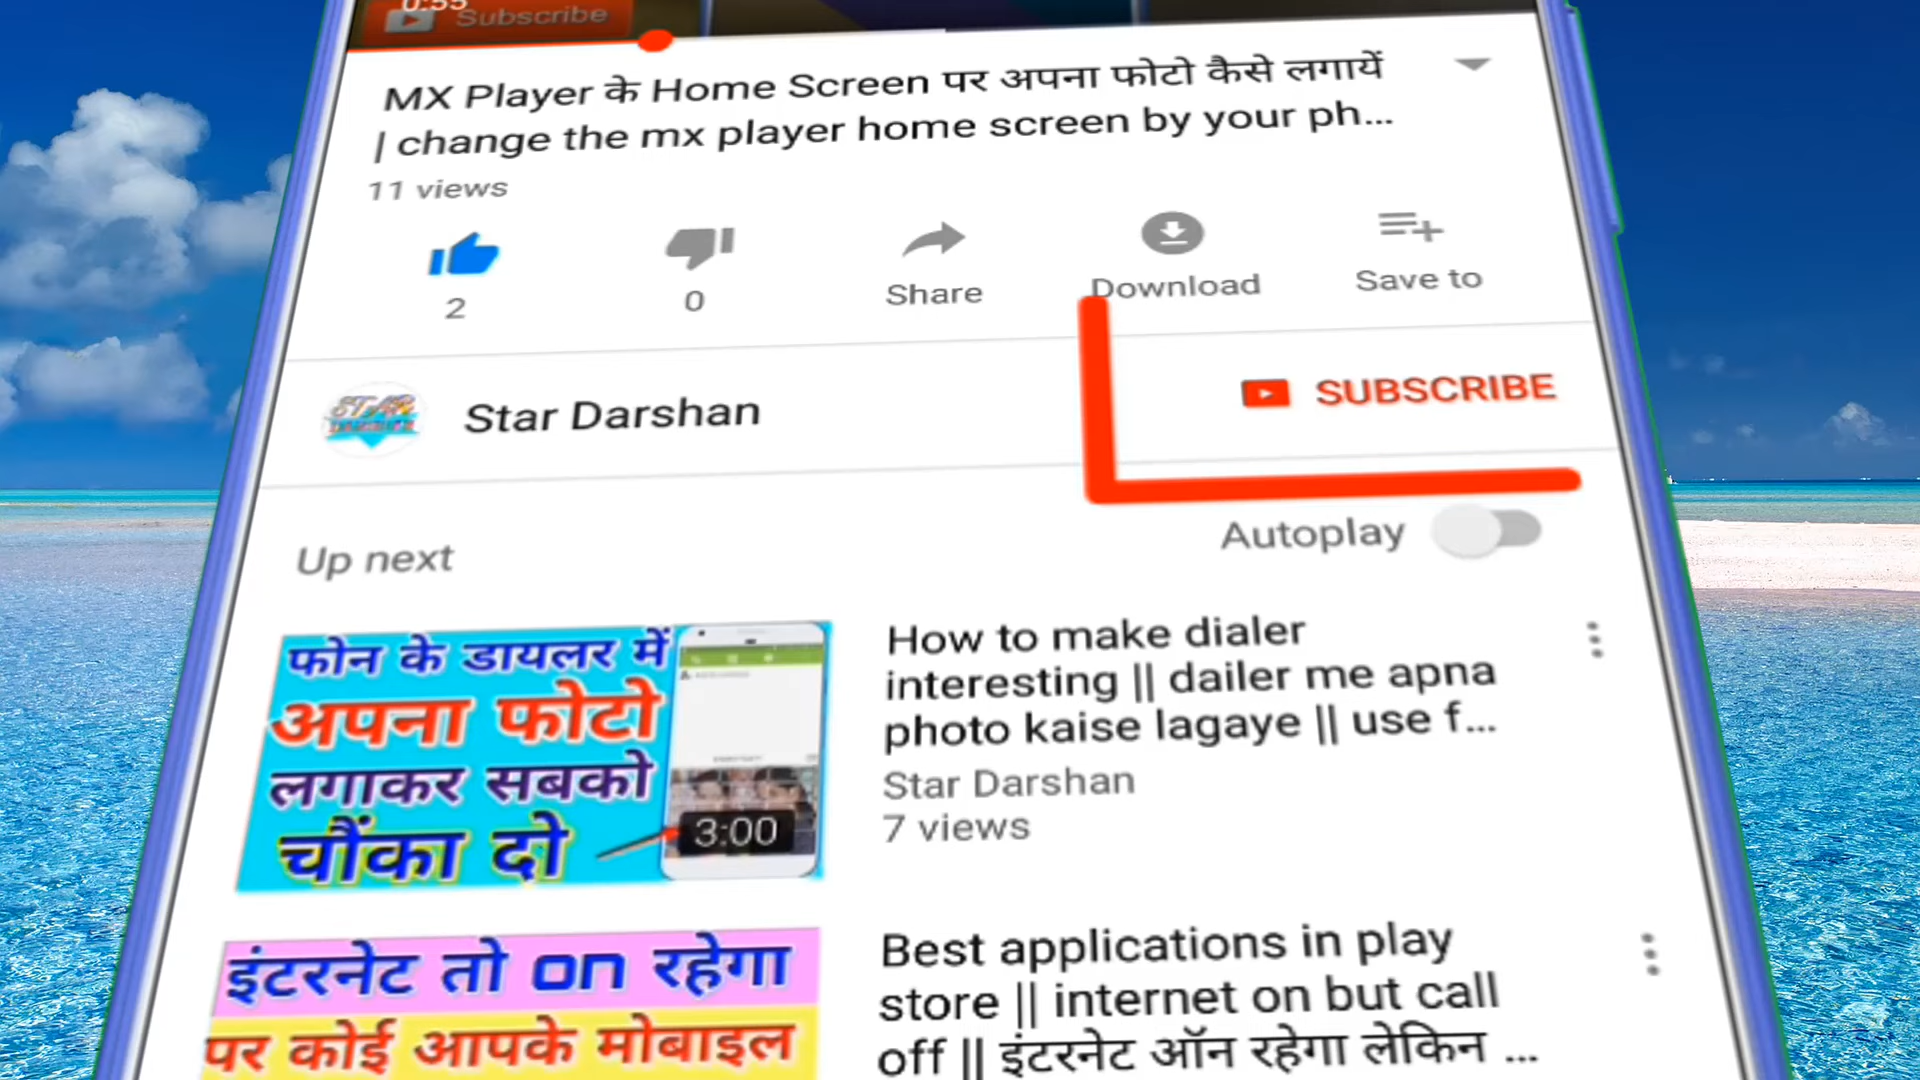 0:55
Subscribe
MX Player के Home Screen पर अपना फोटो कैसे लगायें
| change the mx player home screen by your ph...
11 views
2
0
Share
Download
Save to
STAR
Star Darshan
SUBSCRIBE
Up next
Autoplay
फोन के डायलर में
अपना फोटो
लगाकर सबको
चौंका दो
3:00
How to make dialer
interesting || dailer me apna
photo kaise lagaye || use f...
Star Darshan
7 views
इंटरनेट तो on रहेगा
पर कोई आपके मोबाइल
Best applications in play
store || internet on but call
off || इंटरनेट ऑन रहेगा लेकिन ...